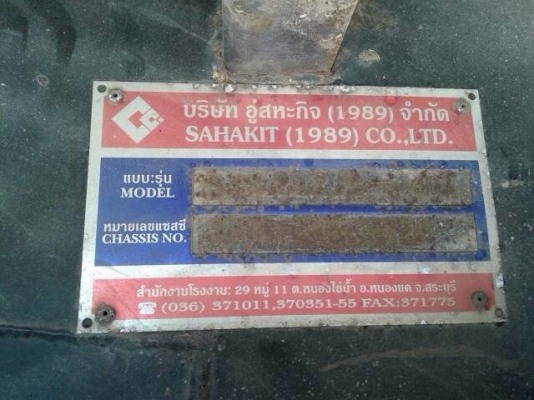 บริษัท อู่สหะกิจ (1989) จำกัด
SAHAKIT (1989) CO.,LTD.
แบบ:รุ่น
MODEL
หมายเลขแชสซี
CHASSIS NO.
สำนักงานโรงงาน: 29 หมู่ 11 ต.หนองไข่น้ำ อ.หนองแค จ.สระบุรี
☎ (036) 371011,370351-55 FAX:371775